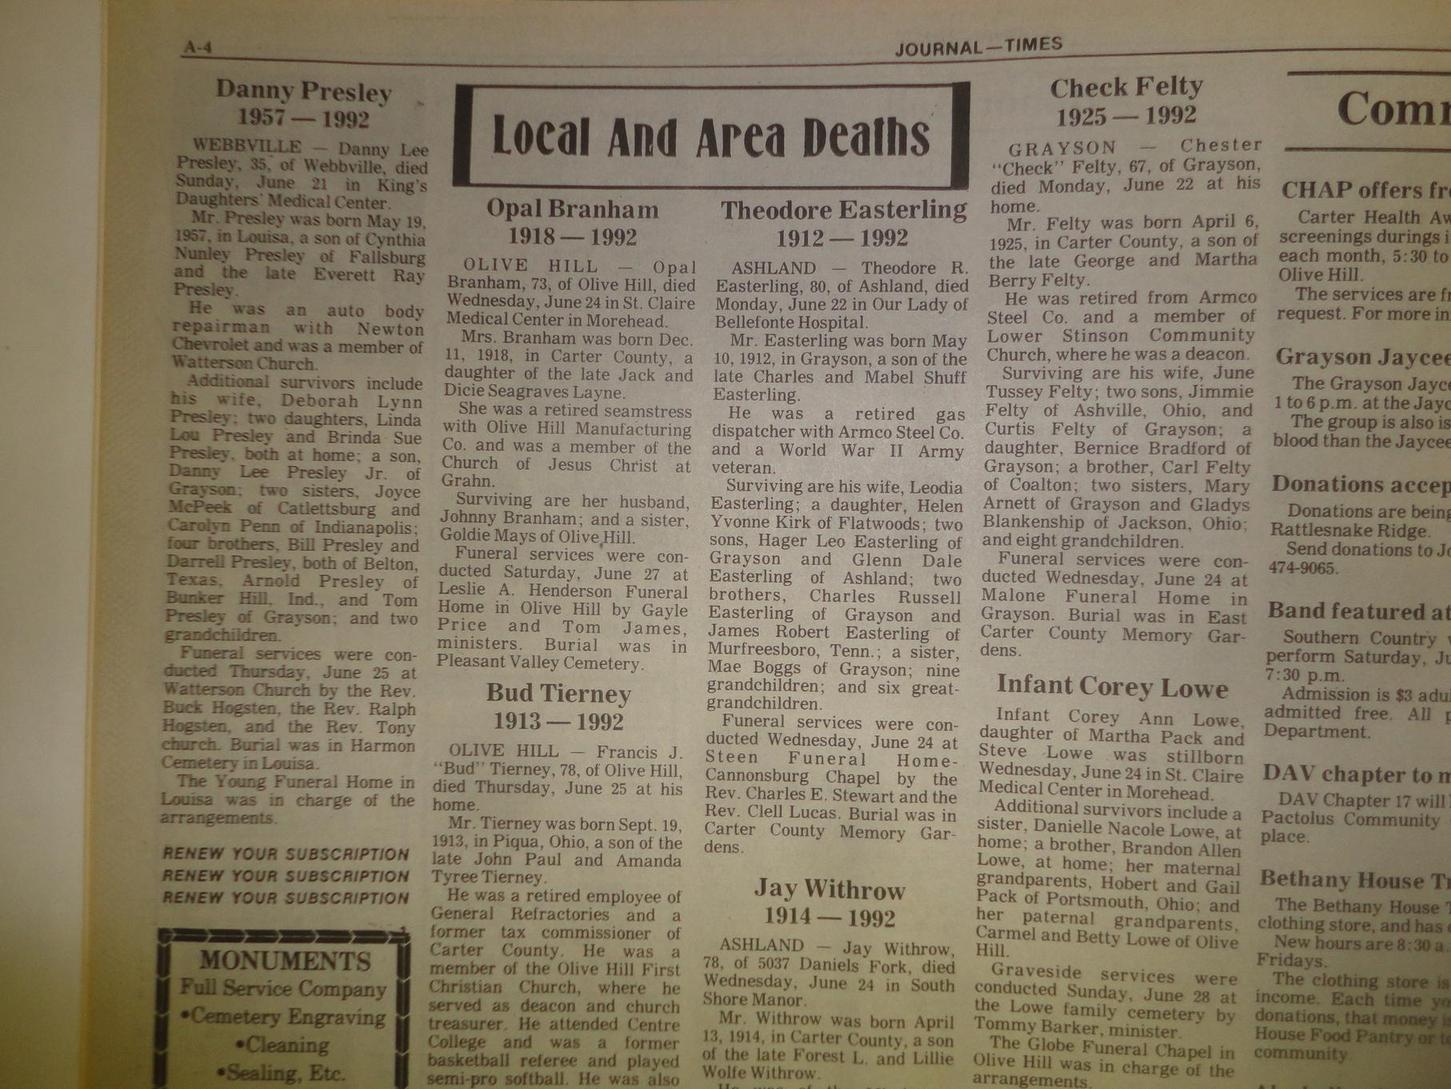 A-4
JOURNAL—TIMES
Danny Presley
1957 — 1992
WEBBVILLE — Danny Lee
Presley, 35, of Webbville, died
Sunday, June 21 in King's
Daughters' Medical Center.
Mr. Presley was born May 19,
1957, in Louisa, a son of Cynthia
Nunley Presley of Fallsburg
and the late Everett Ray
Presley.
He was an auto body
repairman with Newton
Chevrolet and was a member of
Watterson Church.
Additional survivors include
his wife, Deborah Lynn
Presley; two daughters, Linda
Lou Presley and Brinda Sue
Presley, both at home; a son,
Danny Lee Presley Jr. of
Grayson; two sisters, Joyce
McPeek of Catlettsburg and
Carolyn Penn of Indianapolis;
four brothers, Bill Presley and
Darrell Presley, both of Belton,
Texas, Arnold Presley of
Bunker Hill, Ind., and Tom
Presley of Grayson; and two
grandchildren.
Funeral services were con-
ducted Thursday, June 25 at
Watterson Church by the Rev.
Buck Hogsten, the Rev. Ralph
Hogsten, and the Rev. Tony
church. Burial was in Harmon
Cemetery in Louisa.
The Young Funeral Home in
Louisa was in charge of the
arrangements.
RENEW YOUR SUBSCRIPTION
RENEW YOUR SUBSCRIPTION
RENEW YOUR SUBSCRIPTION
MONUMENTS
Full Service Company
•Cemetery Engraving
•Cleaning
•Sealing, Etc.
Local And Area Deaths
Opal Branham
1918 — 1992
OLIVE HILL — Opal
Branham, 73, of Olive Hill, died
Wednesday, June 24 in St. Claire
Medical Center in Morehead.
Mrs. Branham was born Dec.
11, 1918, in Carter County, a
daughter of the late Jack and
Dicie Seagraves Layne.
She was a retired seamstress
with Olive Hill Manufacturing
Co. and was a member of the
Church of Jesus Christ at
Grahn.
Surviving are her husband,
Johnny Branham; and a sister,
Goldie Mays of Olive Hill.
Funeral services were con-
ducted Saturday, June 27 at
Leslie A. Henderson Funeral
Home in Olive Hill by Gayle
Price and Tom James,
ministers. Burial was in
Pleasant Valley Cemetery.
Bud Tierney
1913 — 1992
OLIVE HILL — Francis J.
"Bud" Tierney, 78, of Olive Hill,
died Thursday, June 25 at his
home.
Mr. Tierney was born Sept. 19,
1913, in Piqua, Ohio, a son of the
late John Paul and Amanda
Tyree Tierney.
He was a retired employee of
General Refractories and a
former tax commissioner of
Carter County. He was a
member of the Olive Hill First
Christian Church, where he
served as deacon and church
treasurer. He attended Centre
College and was a former
basketball referee and played
semi-pro softball. He was also
Theodore Easterling
1912 — 1992
ASHLAND — Theodore R.
Easterling, 80, of Ashland, died
Monday, June 22 in Our Lady of
Bellefonte Hospital.
Mr. Easterling was born May
10, 1912, in Grayson, a son of the
late Charles and Mabel Shuff
Easterling.
He was a retired gas
dispatcher with Armco Steel Co.
and a World War II Army
veteran.
Surviving are his wife, Leodia
Easterling; a daughter, Helen
Yvonne Kirk of Flatwoods; two
sons, Hager Leo Easterling of
Grayson and Glenn Dale
Easterling of Ashland; two
brothers, Charles Russell
Easterling of Grayson and
James Robert Easterling of
Murfreesboro, Tenn.; a sister,
Mae Boggs of Grayson; nine
grandchildren; and six great-
grandchildren.
Funeral services were con-
ducted Wednesday, June 24 at
Steen Funeral Home-
Cannonsburg Chapel by the
Rev. Charles E. Stewart and the
Rev. Clell Lucas. Burial was in
Carter County Memory Gar-
dens.
Jay Withrow
1914 — 1992
ASHLAND — Jay Withrow,
78, of 5037 Daniels Fork, died
Wednesday, June 24 in South
Shore Manor.
Mr. Withrow was born April
13, 1914, in Carter County, a son
of the late Forest L. and Lillie
Wolfe Withrow.
Check Felty
1925 — 1992
GRAYSON — Chester
"Check" Felty, 67, of Grayson,
died Monday, June 22 at his
home.
Mr. Felty was born April 6,
1925, in Carter County, a son of
the late George and Martha
Berry Felty.
He was retired from Armco
Steel Co. and a member of
Lower Stinson Community
Church, where he was a deacon.
Surviving are his wife, June
Tussey Felty; two sons, Jimmie
Felty of Ashville, Ohio, and
Curtis Felty of Grayson; a
daughter, Bernice Bradford of
Grayson; a brother, Carl Felty
of Coalton; two sisters, Mary
Arnett of Grayson and Gladys
Blankenship of Jackson, Ohio;
and eight grandchildren.
Funeral services were con-
ducted Wednesday, June 24 at
Malone Funeral Home in
Grayson. Burial was in East
Carter County Memory Gar-
dens.
Infant Corey Lowe
Infant Corey Ann Lowe,
daughter of Martha Pack and
Steve Lowe was stillborn
Wednesday, June 24 in St. Claire
Medical Center in Morehead.
Additional survivors include a
sister, Danielle Nacole Lowe, at
home; a brother, Brandon Allen
Lowe, at home; her maternal
grandparents, Hobert and Gail
Pack of Portsmouth, Ohio; and
her paternal grandparents,
Carmel and Betty Lowe of Olive
Hill.
Graveside services were
conducted Sunday, June 28 at
the Lowe family cemetery by
Tommy Barker, minister.
The Globe Funeral Chapel in
Olive Hill was in charge of the
arrangements.
Comm
CHAP offers fr
Carter Health Aw
screenings durings i
each month, 5:30 to
Olive Hill.
The services are fr
request. For more in
Grayson Jaycee
The Grayson Jayce
1 to 6 p.m. at the Jayc
The group is also is
blood than the Jaycee
Donations accep
Donations are being
Rattlesnake Ridge.
Send donations to Jo
474-9065.
Band featured at
Southern Country
perform Saturday, Ju
7:30 p.m.
Admission is $3 adul
admitted free. All p
Department.
DAV chapter to m
DAV Chapter 17 will
Pactolus Community
place.
Bethany House Tr
The Bethany House
clothing store, and has
New hours are 8:30 a.
Fridays.
The clothing store is
income. Each time yo
donations, that money i
House Food Pantry or to
community